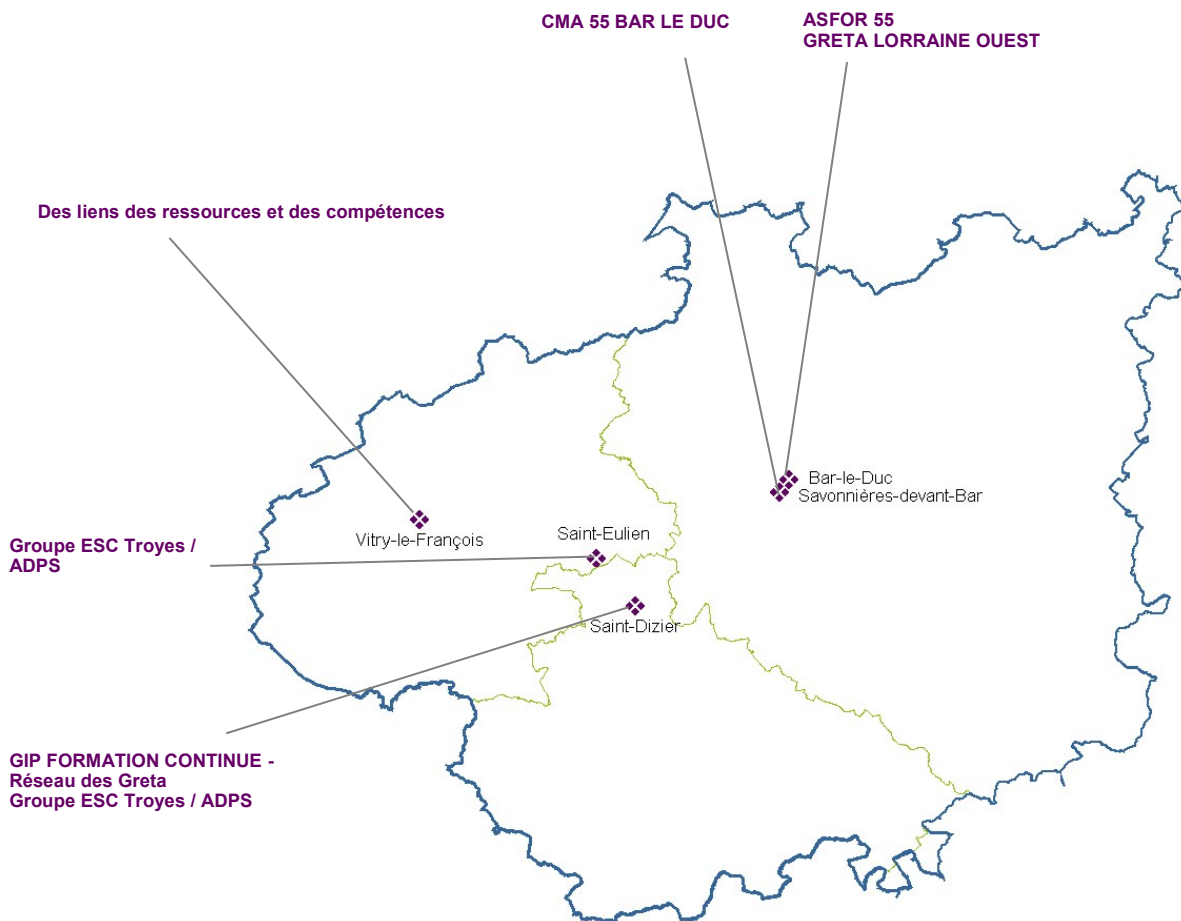 CMA 55 BAR LE DUC
ASFOR 55
GRETA LORRAINE OUEST
Des liens des ressources et des compétences
Bar-le-Duc
Savonnières-devant-Bar
Vitry-le-François
Saint-Eulien
Groupe ESC Troyes /
ADPS
Saint-Dizier
GIP FORMATION CONTINUE -
Réseau des Greta
Groupe ESC Troyes / ADPS